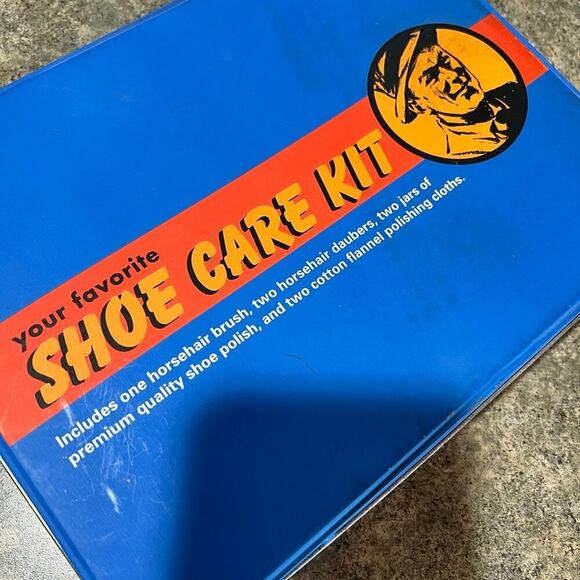 your favorite
SHOE CARE KIT
Includes one horsehair brush, two horsehair daubers, two jars of
premium quality shoe polish, and two cotton flannel polishing cloths.